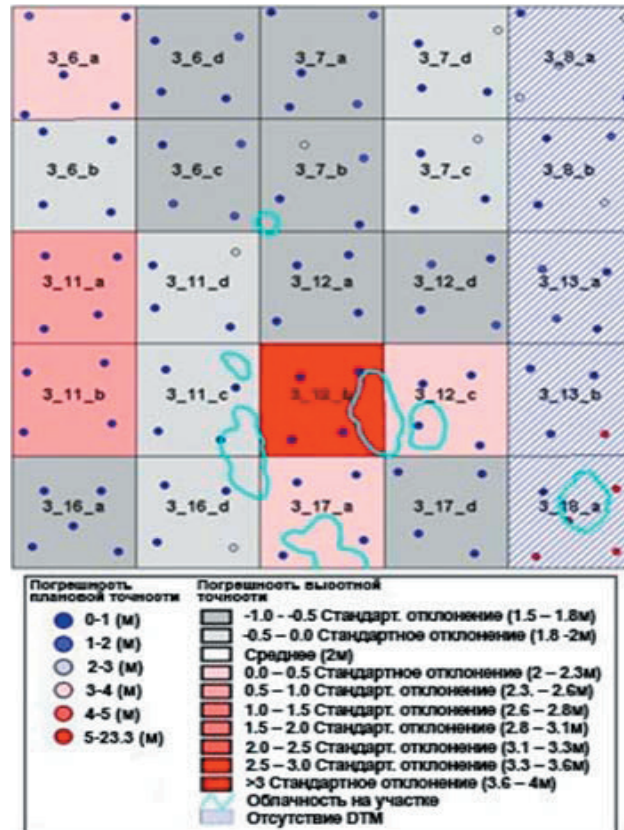 3_6_a 3_6_d 3_7_a 3_7_d 3_8_a
3_6_b 3_6_c 3_7_b 3_7_c 3_8_b
3_11_a 3_11_d 3_12_a 3_12_d 3_13_a
3_11_b 3_11_c 3_12_b 3_12_c 3_13_b
3_16_a 3_16_d 3_17_a 3_17_d 3_18_a
Погрешность
плановой точности
0-1 (м)
1-2 (м)
2-3 (м)
3-4 (м)
4-5 (м)
5-23.3 (м)
Погрешность высотной
точности
-1.0 - -0.5 Стандарт. отклонение (1.5 – 1.8м)
-0.5 – 0.0 Стандартное отклонение (1.8 -2м)
Среднее (2м)
0.0 – 0.5 Стандартное отклонение (2 – 2.3м)
0.5 – 1.0 Стандарт. отклонение (2.3. – 2.6м)
1.0 – 1.5 Стандарт. отклонение (2.6 – 2.8м)
1.5 – 2.0 Стандарт. отклонение (2.8 – 3.1м)
2.0 – 2.5 Стандарт. отклонение (3.1 – 3.3м)
2.5 – 3.0 Стандарт. отклонение (3.3 – 3.6м)
>3 Стандартное отклонение (3.6 – 4м)
Облачность на участке
Отсутствие DTM